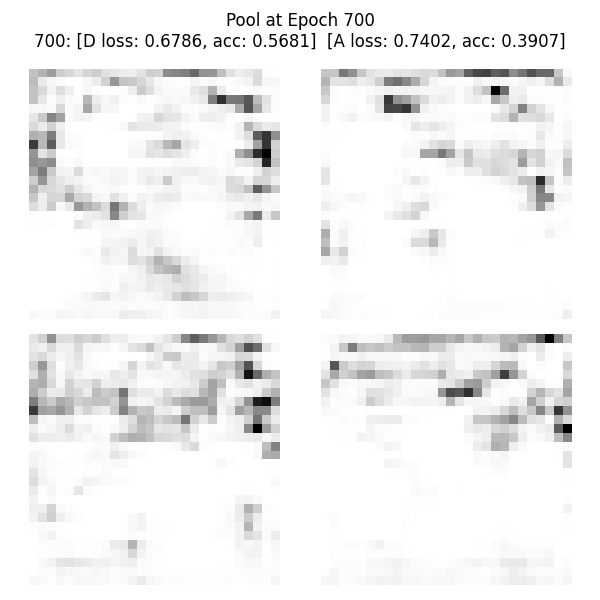 Pool at Epoch 700
700: [D loss: 0.6786, acc: 0.5681]  [A loss: 0.7402, acc: 0.3907]